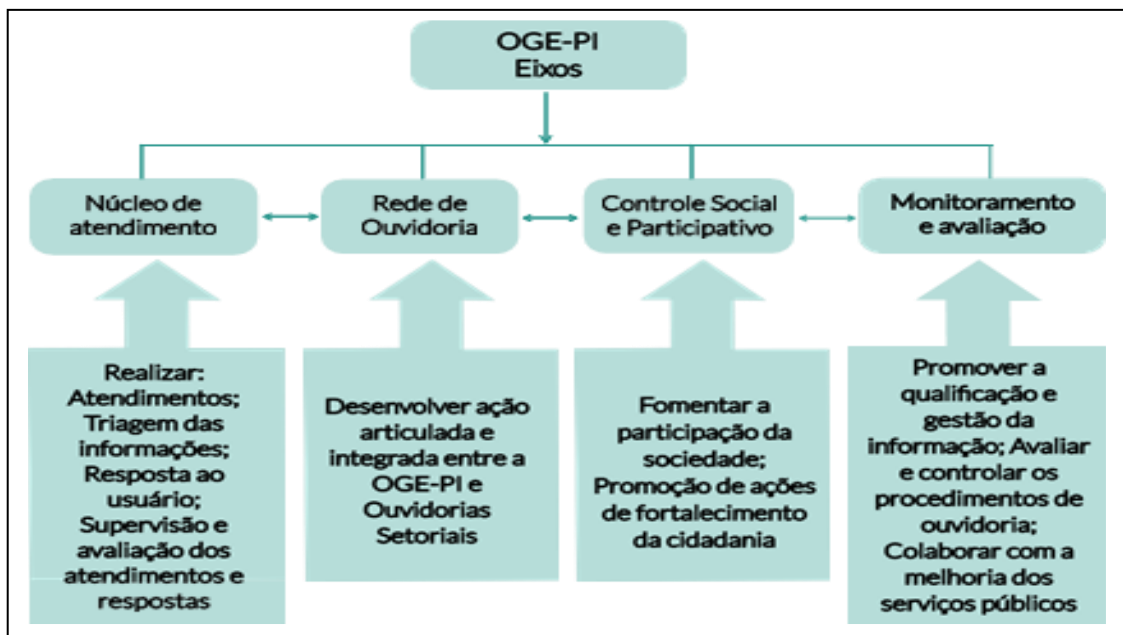 OGE-PI
Eixos
Núcleo de
atendimento
Rede de
Ouvidoria
Controle Social
e Participativo
Monitoramento
e avaliação
Realizar:
Atendimentos;
Triagem das
informações;
Resposta ao
usuário;
Supervisão e
avaliação dos
atendimentos e
respostas
Desenvolver ação
articulada e
integrada entre a
OGE-PI e
Ouvidorias
Setoriais
Fomentar a
participação da
sociedade;
Promoção de ações
de fortalecimento
da cidadania
Promover a
qualificação e
gestão da
informação; Avaliar
e controlar os
procedimentos de
ouvidoria;
Colaborar com a
melhoria dos
serviços públicos